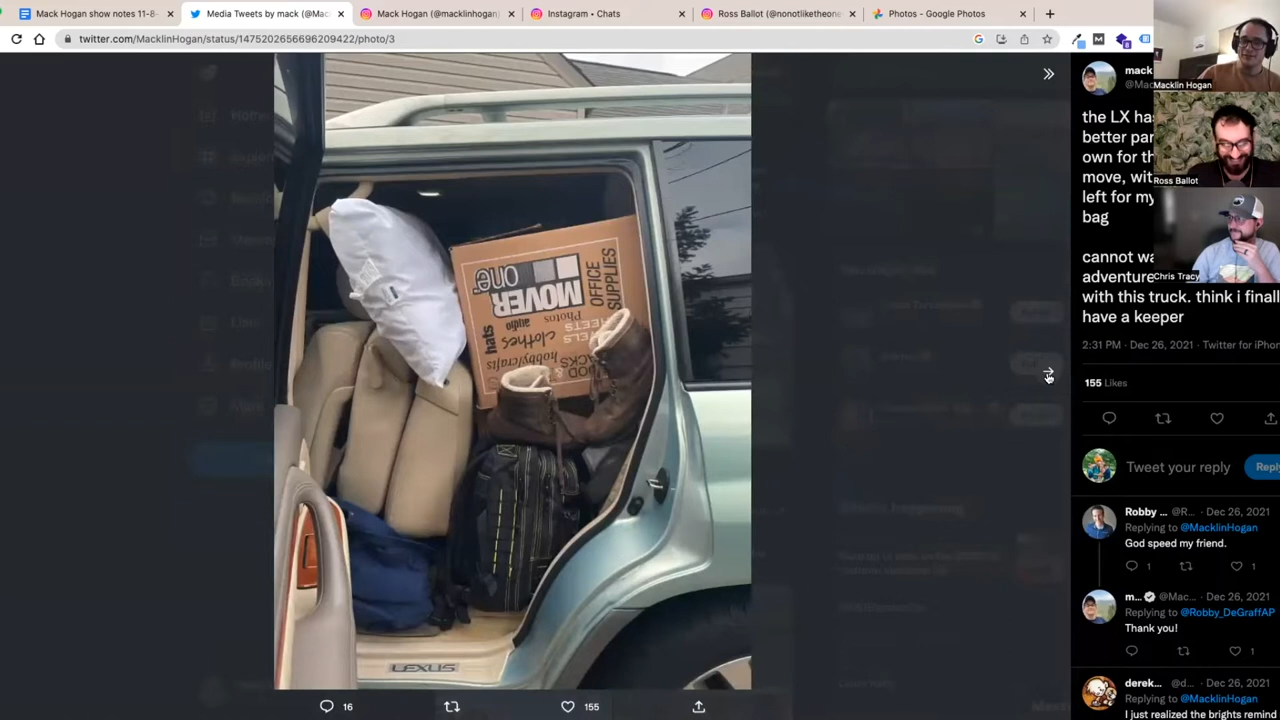 Mack Hogan show notes 11-8-
Media Tweets by mack (@Mac
Mack Hogan (@macklinhogan
Instagram • Chats
Ross Ballot (@nonotliketheone
Photos - Google Photos
twitter.com/MacklinHogan/status/1475202656696209422/photo/3
Macklin Hogan
Ross Ballot
Chris Tracy
mack
@Mac
the LX has
better par
own for th
move, wit
left for my
bag
cannot wa
adventure
with this truck. think i finall
have a keeper
2:31 PM · Dec 26, 2021 · Twitter for iPhon
155 Likes
Tweet your reply
Reply
Robby ... @R... · Dec 26, 2021
Replying to @MacklinHogan
God speed my friend.
1
1
m... @Mac... · Dec 26, 2021
Replying to @Robby_DeGraffAP
Thank you!
1
derek... @d... · Dec 26, 2021
Replying to @MacklinHogan
I just realized the brights remind
one
MOVER
OFFICE
SUPPLIES
Photos
hats
clothes
hobby/crafts
LEXUS
16
155